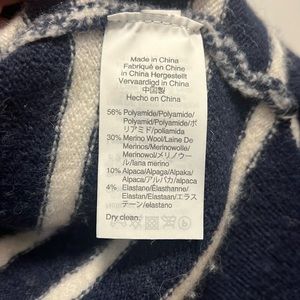 Made in China
Fabriqué en Chine
In China Hergestellt
Vervaardigd in China
中国製
Hecho en China
56% Polyamide/Polyamide/
Polyamid/Polyamide/ポ
リアミド/poliamida
30% Merino Wool/Laine De
Merinos/Merinowolle/
Merinowol/メリノウー
ル/lana merino
10% Alpaca/Alpaga/Alpaka/
Alpaca/アルパカ/alpaca
4% Elastane/Élasthanne/
Elastan/Elastaan/エラス
テーン/elastano
Dry clean.